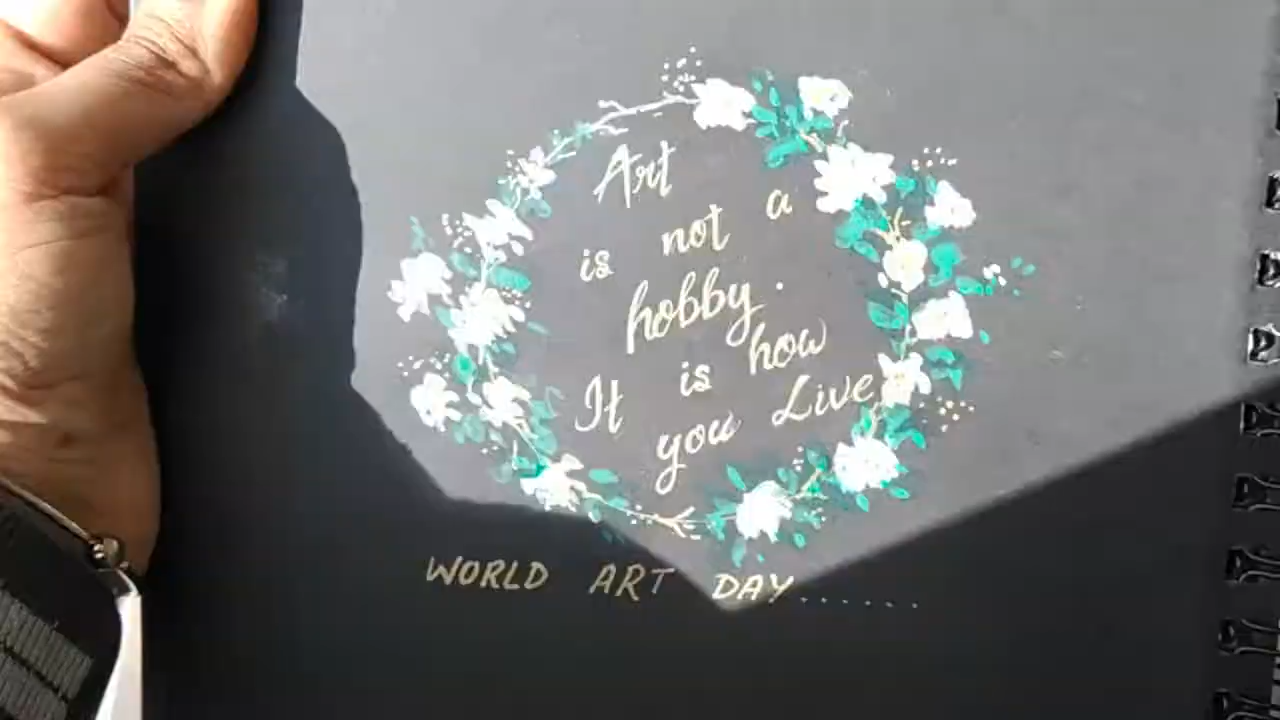 Art
is not a
hobby.
It is how
you Live
WORLD ART DAY.......